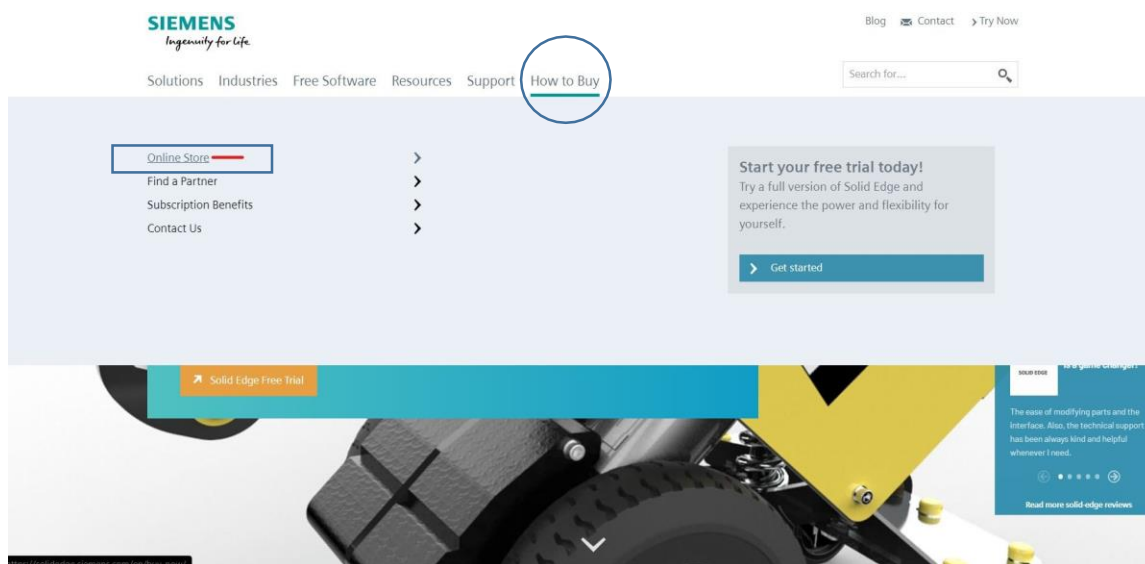 SIEMENS
Ingenuity for life
Blog Contact Try Now
Solutions Industries Free Software Resources Support How to Buy
Search for...
Online Store
Find a Partner
Subscription Benefits
Contact Us
Start your free trial today!
Try a full version of Solid Edge and
experience the power and flexibility for
yourself.
Get started
Solid Edge Free Trial
SOLID EDGE
is a game changer!
The ease of modifying parts and the
interface. Also, the technical support
has been always kind and helpful
whenever I need.
Read more solid-edge reviews